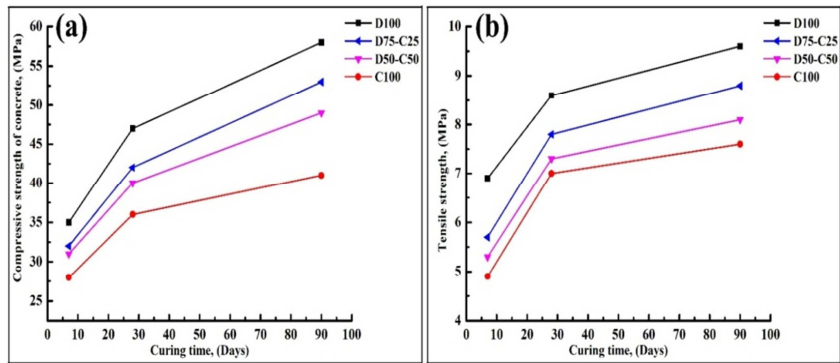 (a)
D100
D75-C25
D50-C50
C100
Compressive strength of concrete, (MPa)
60
55
50
45
40
35
30
25
0 10 20 30 40 50 60 70 80 90 100
Curing time, (Days)
(b)
D100
D75-C25
D50-C50
C100
Tensile strength, (MPa)
10
9
8
7
6
5
4
0 10 20 30 40 50 60 70 80 90 100
Curing time, (Days)